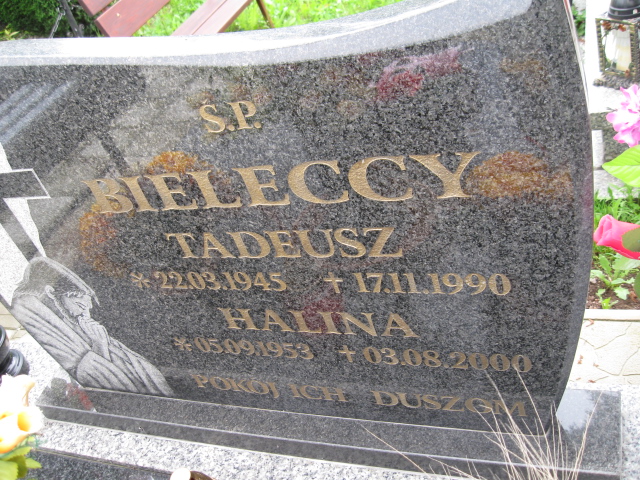 Ś.P.
BIELECCY
TADEUSZ
* 22.03.1945 † 17.11.1990
HALINA
* 05.09.1953 † 03.08.2000
POKÓJ ICH DUSZOM